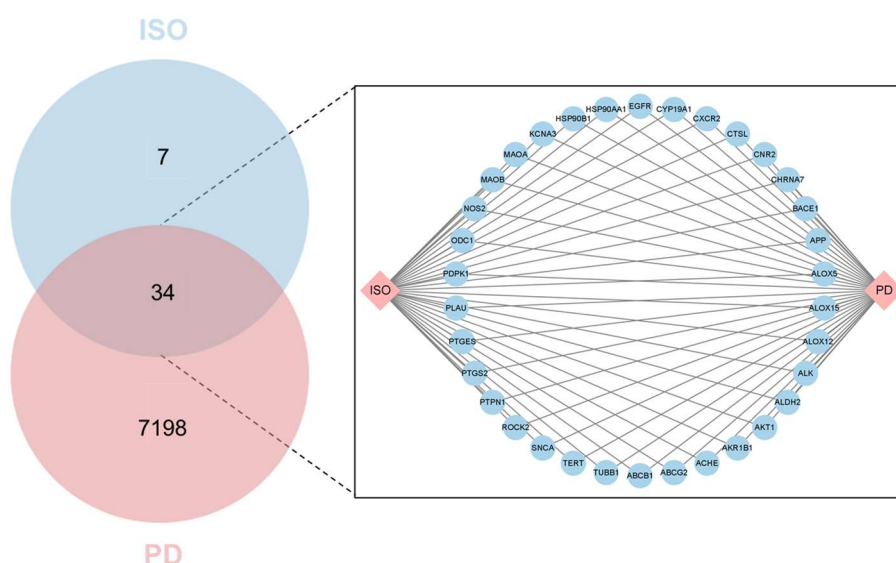 ISO
7
34
7198
PD
EGFR
HSP90AA1
CYP19A1
HSP90B1
CXCR2
KCNA3
CTSL
MAOA
CNR2
MAOB
CHRNA7
NOS2
BACE1
ODC1
APP
PDPK1
ALOX5
ISO
PD
PLAU
ALOX15
PTGES
ALOX12
PTGS2
ALK
PTPN1
ALDH2
ROCK2
AKT1
SNCA
AKR1B1
TERT
ACHE
TUBB1
ABCG2
ABCB1